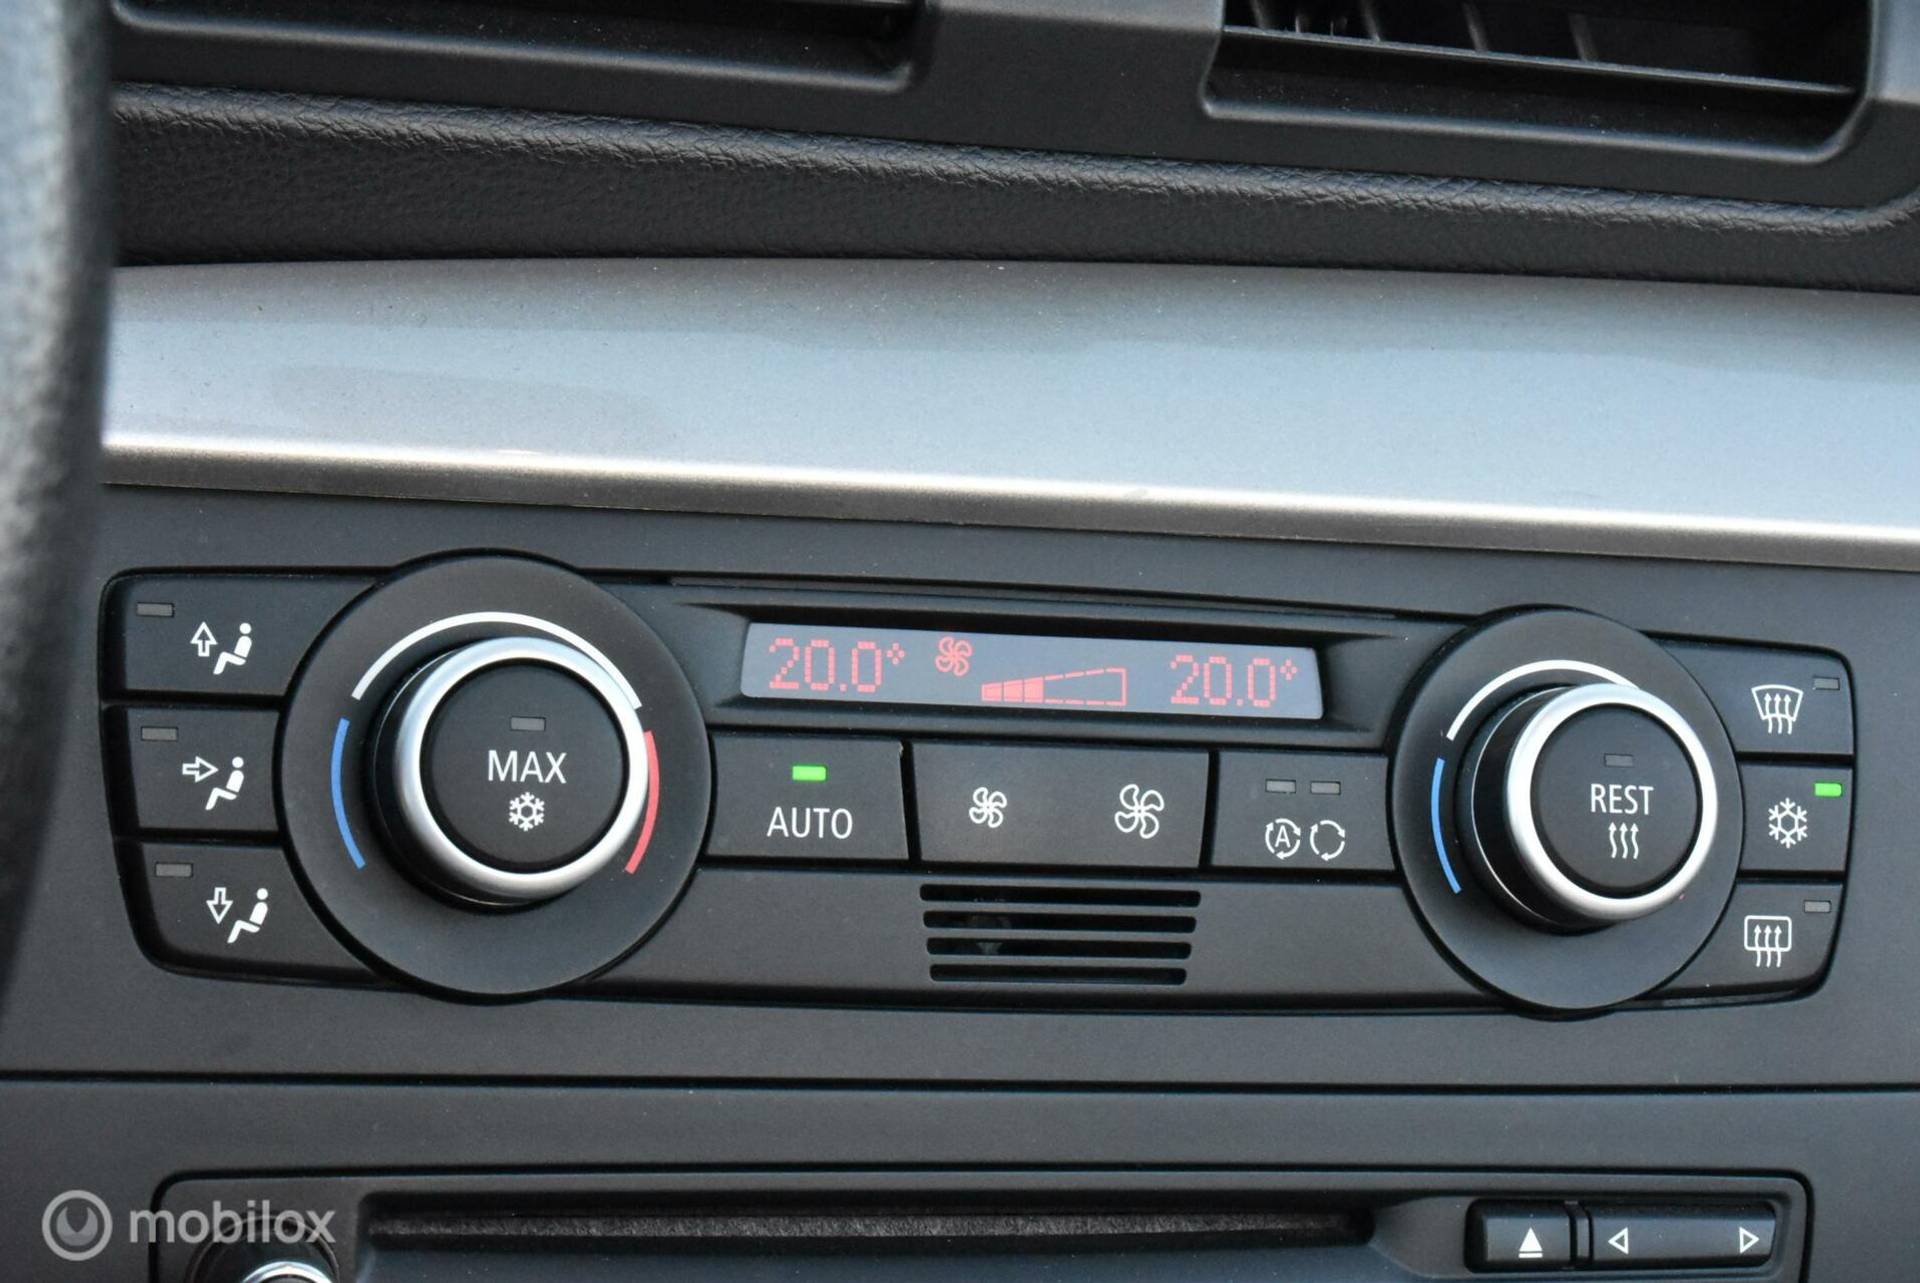 20.0°
20.0°
MAX
AUTO
A
REST
mobilox